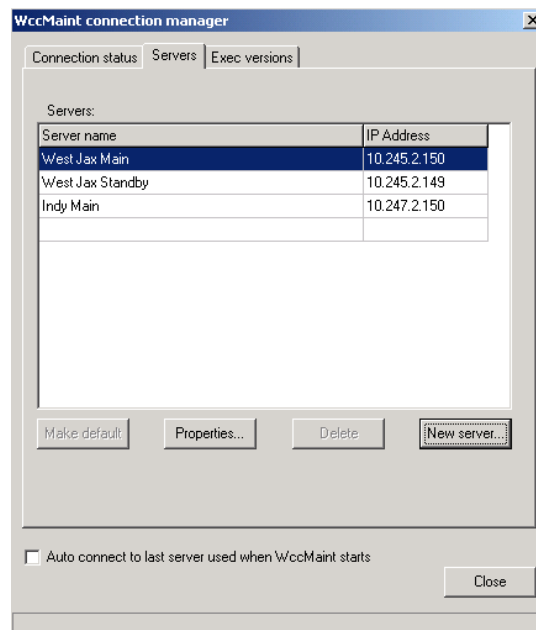 WccMaint connection manager
Connection status Servers Exec versions
Servers:
Server name IP Address
West Jax Main 10.245.2.150
West Jax Standby 10.245.2.149
Indy Main 10.247.2.150
Make default Properties... Delete New server...
Auto connect to last server used when WccMaint starts
Close